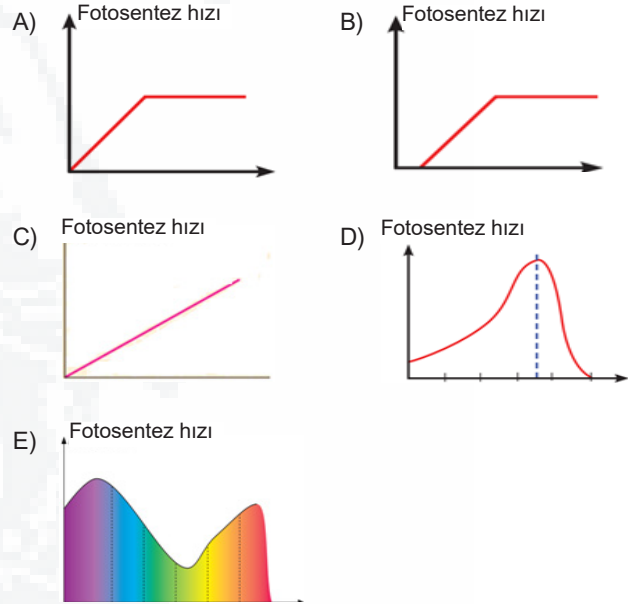 A) Fotosentez hızı
B) Fotosentez hızı
C) Fotosentez hızı
D) Fotosentez hızı
E) Fotosentez hızı